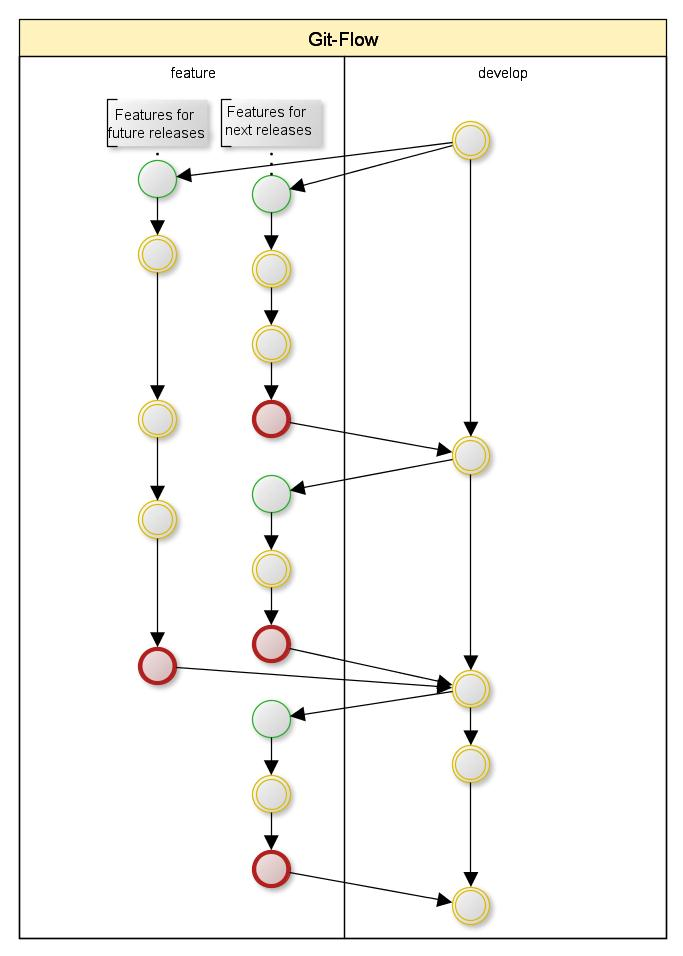 Git-Flow
feature
develop
Features for
future releases
Features for
next releases